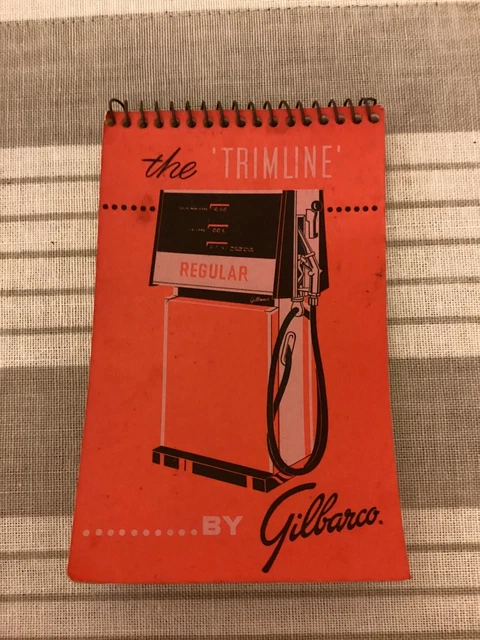 the 'TRIMLINE'
REGULAR
Gilbarco
BY Gilbarco